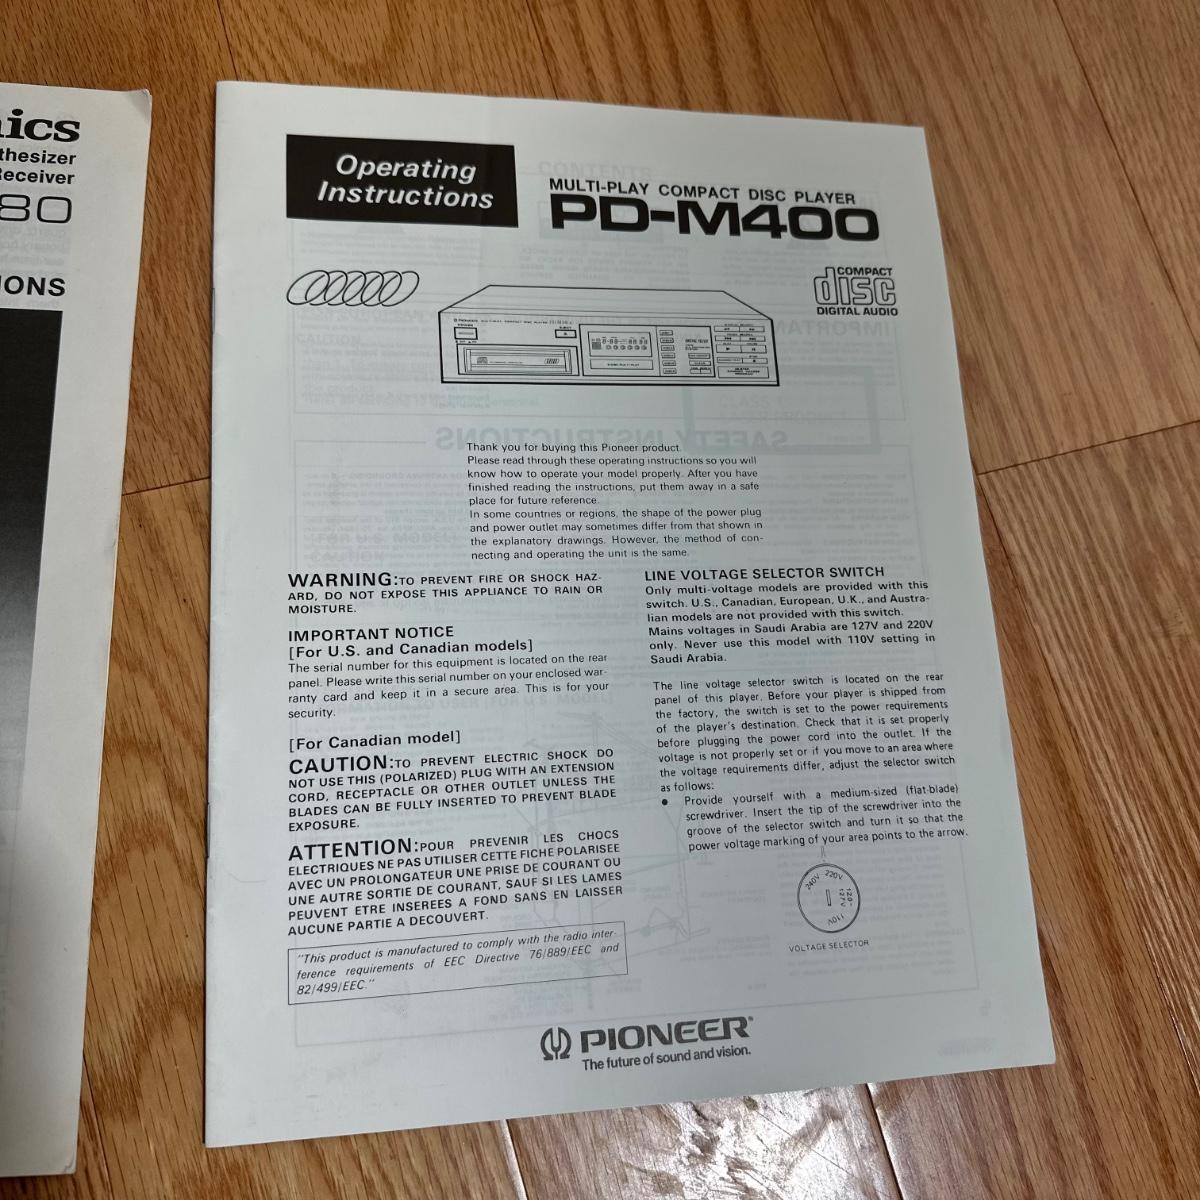 ics
thesizer
eceiver
80
IONS
Operating
Instructions
MULTI-PLAY COMPACT DISC PLAYER
PD-M400
COMPACT
disc
DIGITAL AUDIO
Thank you for buying this Pioneer product.
Please read through these operating instructions so you will
know how to operate your model properly. After you have
finished reading the instructions, put them away in a safe
place for future reference.
In some countries or regions, the shape of the power plug
and power outlet may sometimes differ from that shown in
the explanatory drawings. However, the method of con-
necting and operating the unit is the same.
WARNING:TO PREVENT FIRE OR SHOCK HAZ-
ARD, DO NOT EXPOSE THIS APPLIANCE TO RAIN OR
MOISTURE.
IMPORTANT NOTICE
[For U.S. and Canadian models]
The serial number for this equipment is located on the rear
panel. Please write this serial number on your enclosed war-
ranty card and keep it in a secure area. This is for your
security.
[For Canadian model]
CAUTION:TO PREVENT ELECTRIC SHOCK DO
NOT USE THIS (POLARIZED) PLUG WITH AN EXTENSION
CORD, RECEPTACLE OR OTHER OUTLET UNLESS THE
BLADES CAN BE FULLY INSERTED TO PREVENT BLADE
EXPOSURE.
ATTENTION:POUR PREVENIR LES CHOCS
ELECTRIQUES NE PAS UTILISER CETTE FICHE POLARISEE
AVEC UN PROLONGATEUR UNE PRISE DE COURANT OU
UNE AUTRE SORTIE DE COURANT, SAUF SI LES LAMES
PEUVENT ETRE INSEREES A FOND SANS EN LAISSER
AUCUNE PARTIE A DECOUVERT.
"This product is manufactured to comply with the radio inter-
ference requirements of EEC Directive 76/889/EEC and
82/499/EEC."
LINE VOLTAGE SELECTOR SWITCH
Only multi-voltage models are provided with this
switch. U.S., Canadian, European, U.K., and Austra-
lian models are not provided with this switch.
Mains voltages in Saudi Arabia are 127V and 220V
only. Never use this model with 110V setting in
Saudi Arabia.
The line voltage selector switch is located on the rear
panel of this player. Before your player is shipped from
the factory, the switch is set to the power requirements
of the player's destination. Check that it is set properly
before plugging the power cord into the outlet. If the
voltage is not properly set or if you move to an area where
the voltage requirements differ, adjust the selector switch
as follows:
● Provide yourself with a medium-sized (flat-blade)
screwdriver. Insert the tip of the screwdriver into the
groove of the selector switch and turn it so that the
power voltage marking of your area points to the arrow.
240V 220V
120-
127V
110V
VOLTAGE SELECTOR
PIONEER®
The future of sound and vision.